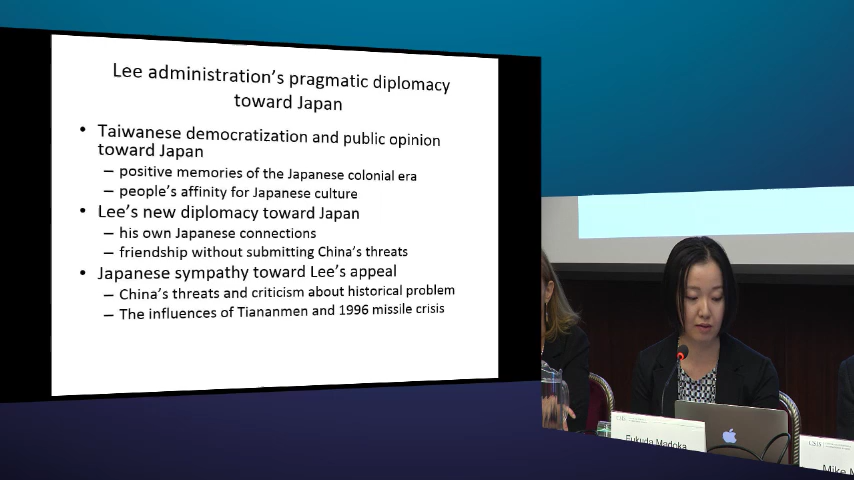 Lee administration's pragmatic diplomacy
toward Japan
• Taiwanese democratization and public opinion
toward Japan
– positive memories of the Japanese colonial era
– people's affinity for Japanese culture
• Lee's new diplomacy toward Japan
– his own Japanese connections
– friendship without submitting China's threats
• Japanese sympathy toward Lee's appeal
– China's threats and criticism about historical problem
– The influences of Tiananmen and 1996 missile crisis
CSIS
Fukuda Madoka
CSIS
Mike